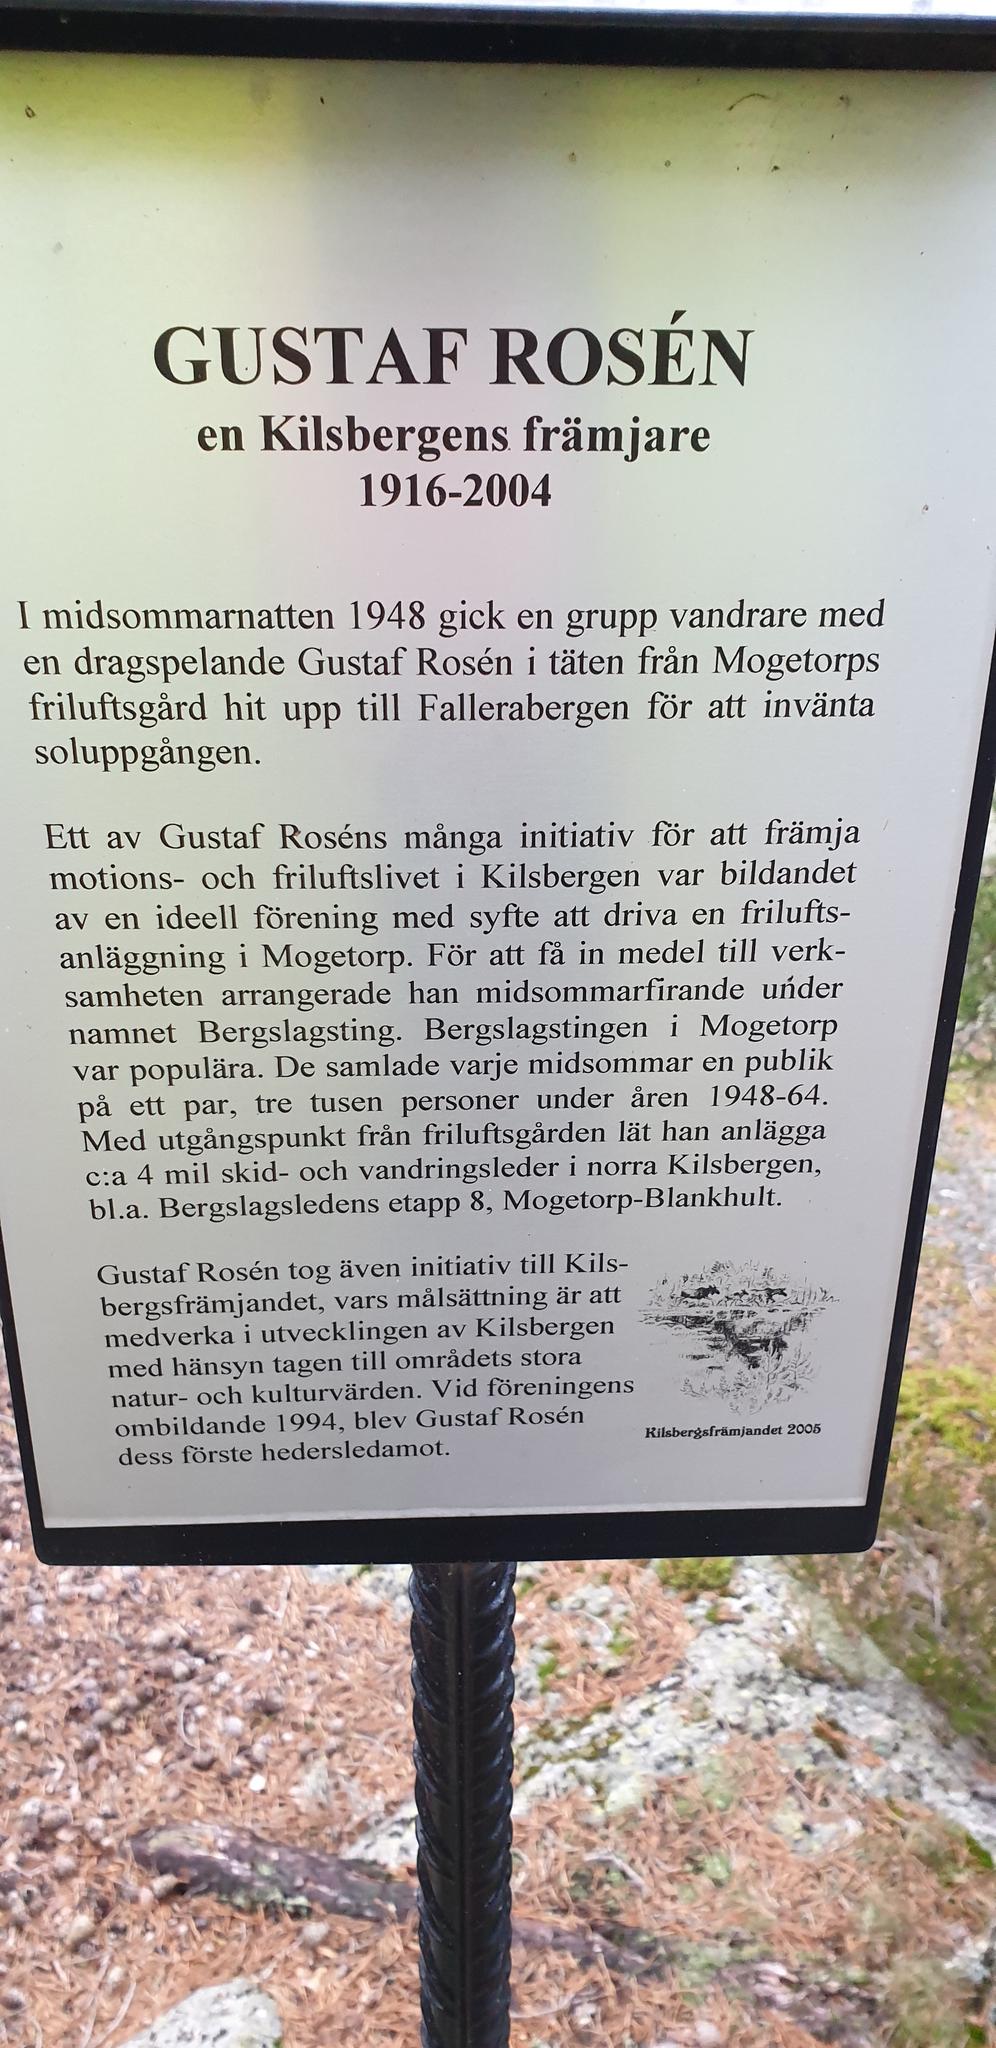 GUSTAF ROSÉN
en Kilsbergens främjare
1916-2004
I midsommarnatten 1948 gick en grupp vandrare med
en dragspelande Gustaf Rosén i täten från Mogetorps
friluftsgård hit upp till Fallerabergen för att invänta
soluppgången.
Ett av Gustaf Roséns många initiativ för att främja
motions- och friluftslivet i Kilsbergen var bildandet
av en ideell förening med syfte att driva en frilufts-
anläggning i Mogetorp. För att få in medel till verk-
samheten arrangerade han midsommarfirande under
namnet Bergslagsting. Bergslagstingen i Mogetorp
var populära. De samlade varje midsommar en publik
på ett par, tre tusen personer under åren 1948-64.
Med utgångspunkt från friluftsgården lät han anlägga
c:a 4 mil skid- och vandringsleder i norra Kilsbergen,
bl.a. Bergslagsledens etapp 8, Mogetorp-Blankhult.
Gustaf Rosén tog även initiativ till Kils-
bergsfrämjandet, vars målsättning är att
medverka i utvecklingen av Kilsbergen
med hänsyn tagen till områdets stora
natur- och kulturvärden. Vid föreningens
ombildande 1994, blev Gustaf Rosén
dess förste hedersledamot.
Kilsbergsfrämjandet 2005